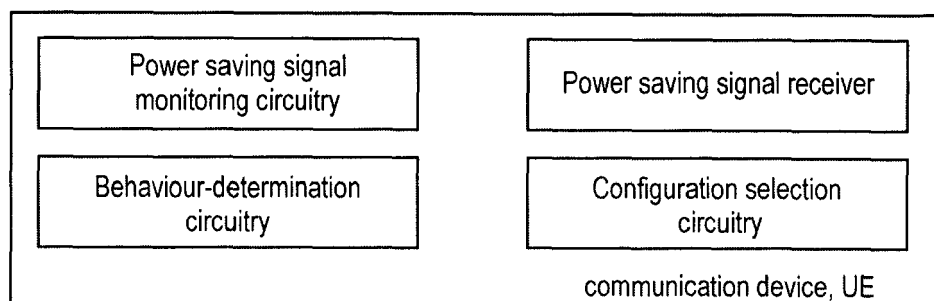 Power saving signal
monitoring circuitry
Power saving signal receiver
Behaviour-determination
circuitry
Configuration selection
circuitry
communication device, UE